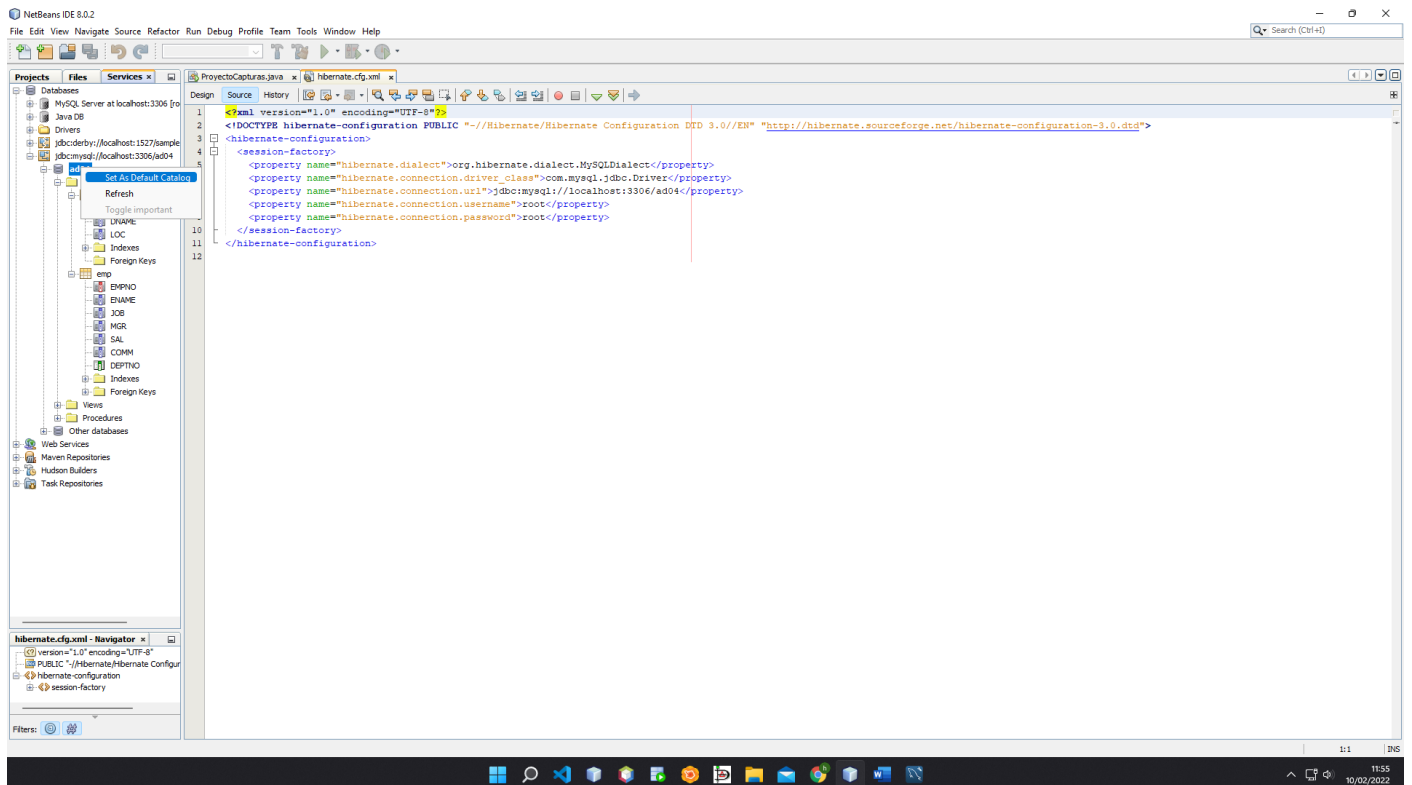 NetBeans IDE 8.0.2
File Edit View Navigate Source Refactor Run Debug Profile Team Tools Window Help
Search (Ctrl+I)
Projects Files Services
ProyectoCapturas.java hibernate.cfg.xml
Design Source History
Databases
MySQL Server at localhost:3306 [ro
Java DB
Drivers
jdbc:derby://localhost:1527/sample
jdbc:mysql://localhost:3306/ad04
Set As Default Catalog
Refresh
Toggle important
DNAME
LOC
Indexes
Foreign Keys
emp
EMPNO
ENAME
JOB
MGR
SAL
COMM
DEPTNO
Indexes
Foreign Keys
Views
Procedures
Other databases
Web Services
Maven Repositories
Hudson Builders
Task Repositories
1 <?xml version="1.0" encoding="UTF-8"?>
2 <!DOCTYPE hibernate-configuration PUBLIC "-//Hibernate/Hibernate Configuration DTD 3.0//EN" "http://hibernate.sourceforge.net/hibernate-configuration-3.0.dtd">
3 <hibernate-configuration>
4 <session-factory>
<property name="hibernate.dialect">org.hibernate.dialect.MySQLDialect</property>
<property name="hibernate.connection.driver_class">com.mysql.jdbc.Driver</property>
<property name="hibernate.connection.url">jdbc:mysql://localhost:3306/ad04</property>
<property name="hibernate.connection.username">root</property>
<property name="hibernate.connection.password">root</property>
10 </session-factory>
11 </hibernate-configuration>
12
hibernate.cfg.xml - Navigator
version="1.0" encoding="UTF-8"
PUBLIC "-//Hibernate/Hibernate Configur
hibernate-configuration
session-factory
Filters:
1:1 INS
11:55
10/02/2022